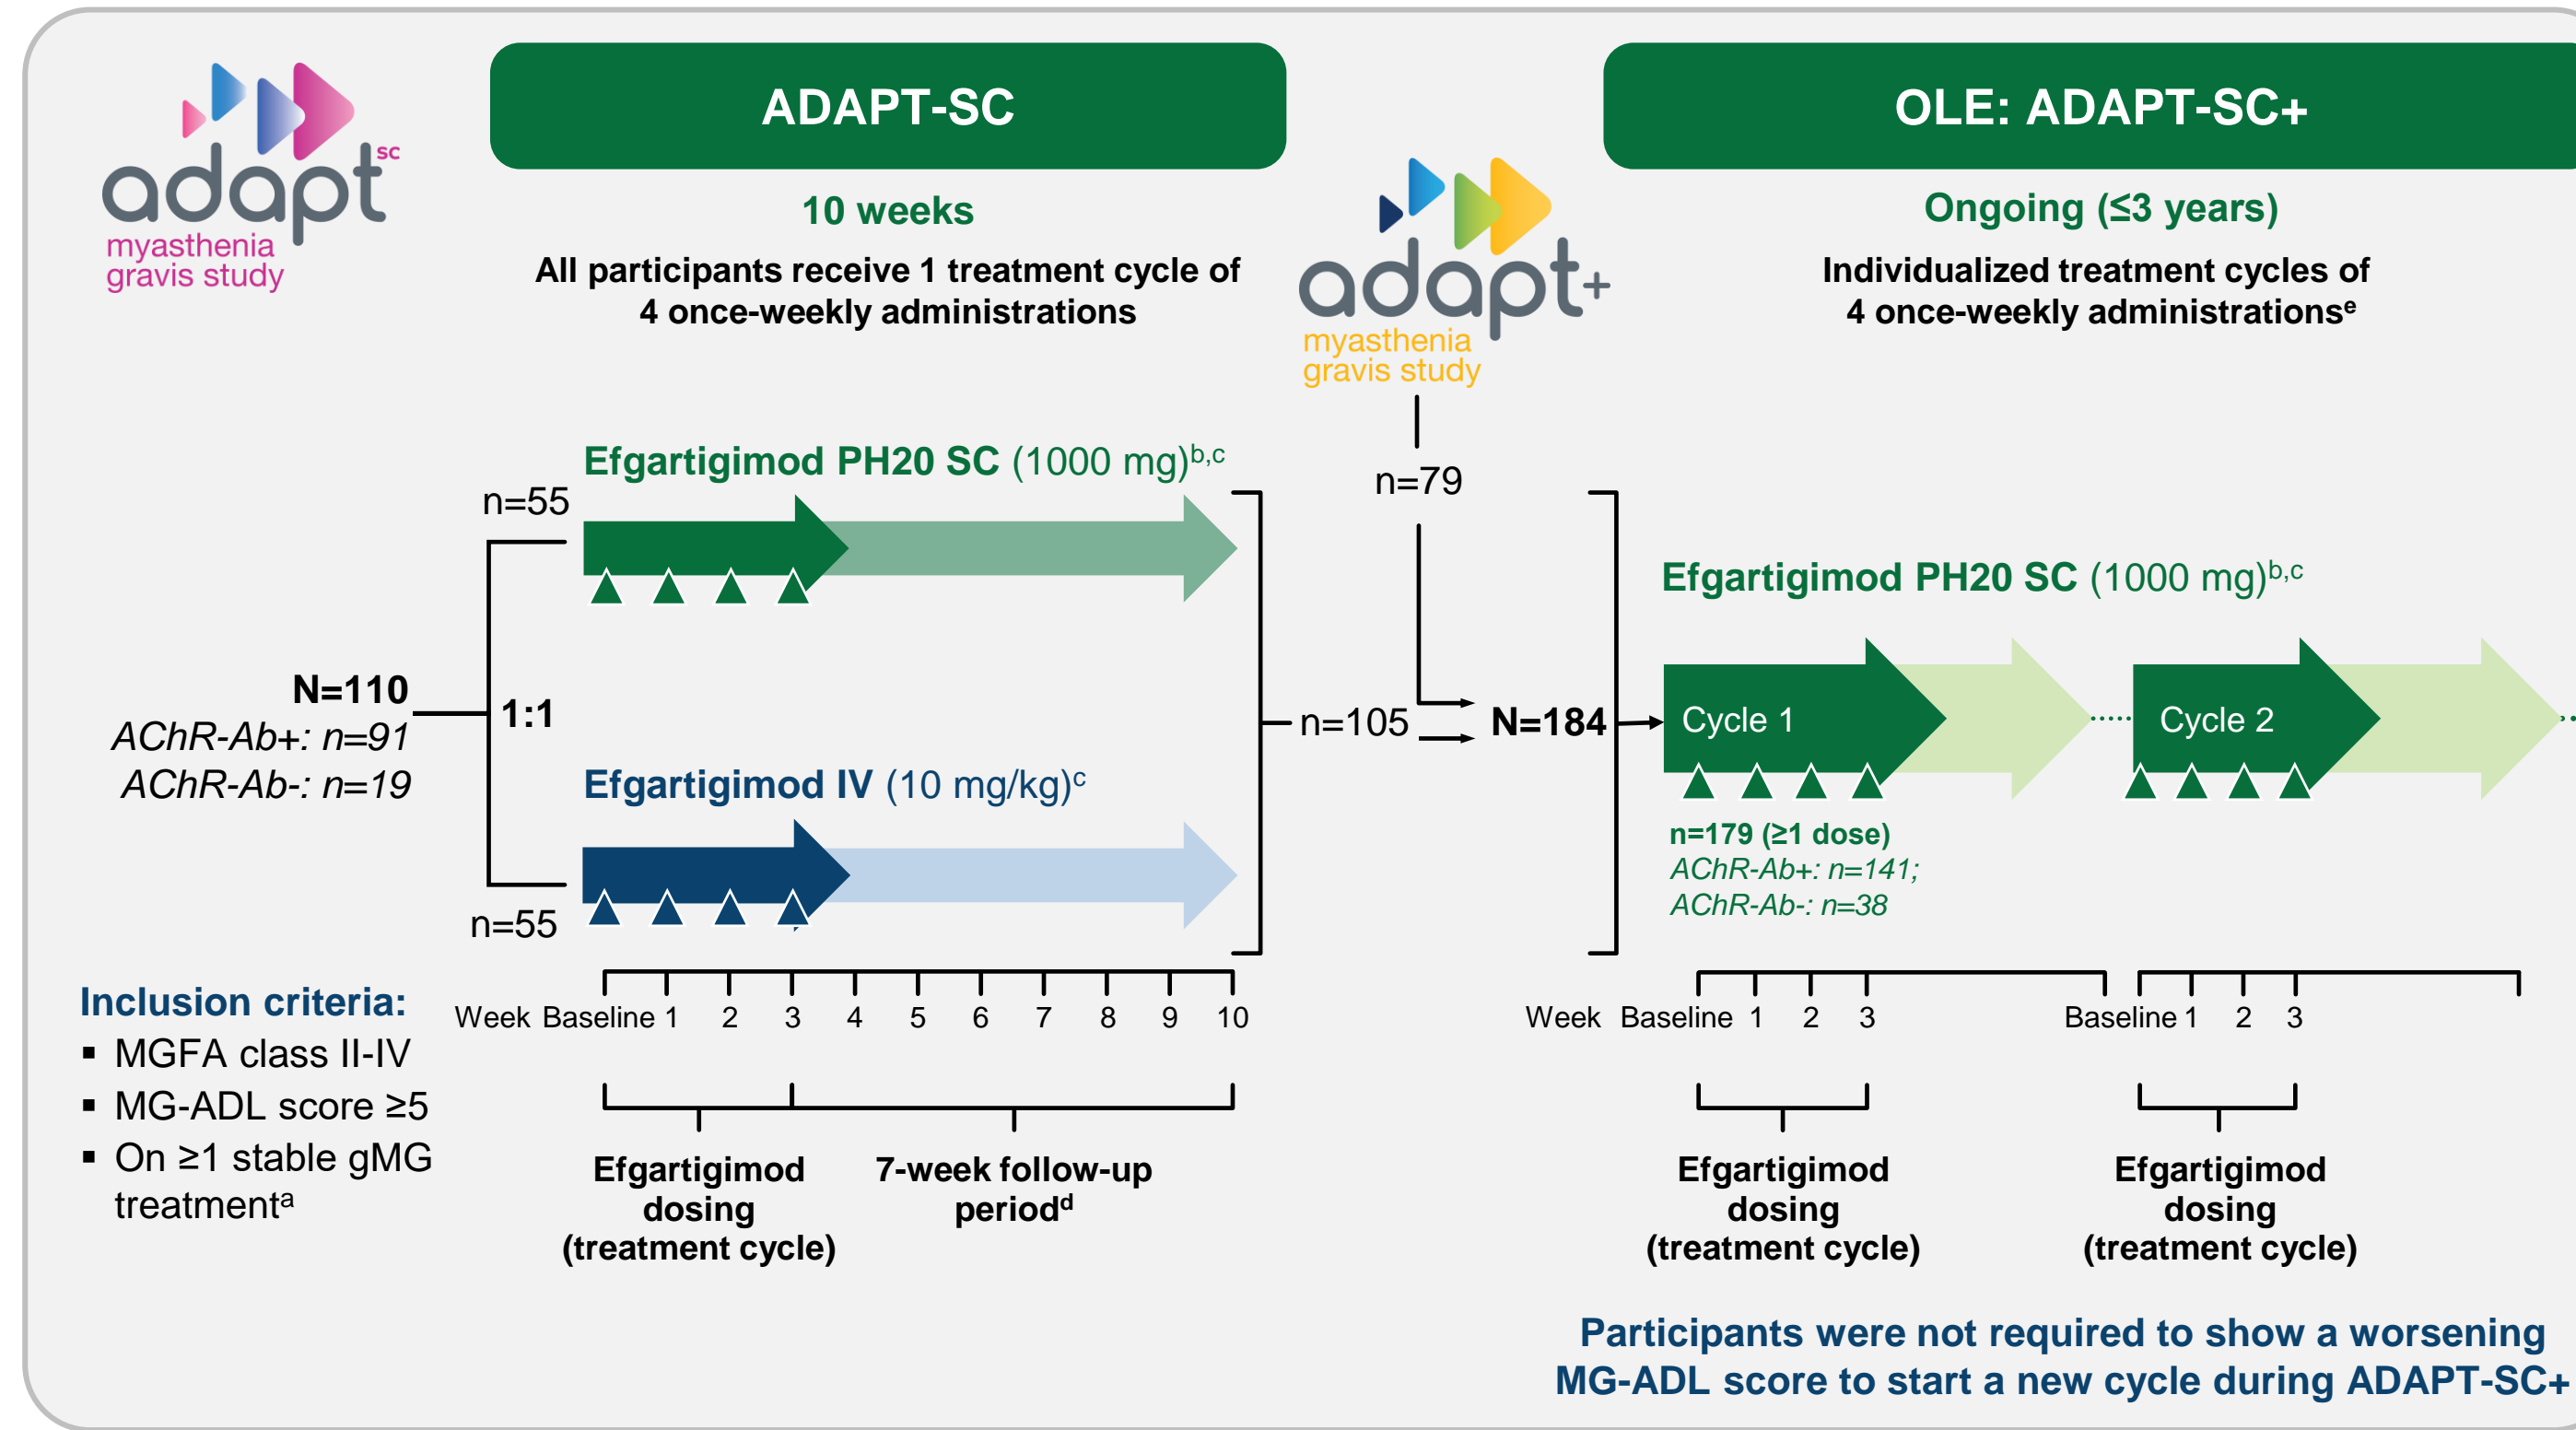 adapt SC
myasthenia
gravis study
ADAPT-SC
10 weeks
All participants receive 1 treatment cycle of
4 once-weekly administrations
adapt+
myasthenia
gravis study
OLE: ADAPT-SC+
Ongoing (≤3 years)
Individualized treatment cycles of
4 once-weekly administrationsᵉ
N=110
AChR-Ab+: n=91
AChR-Ab-: n=19
1:1
n=55
Efgartigimod PH20 SC (1000 mg)ᵇ,ᶜ
Efgartigimod IV (10 mg/kg)ᶜ
n=55
n=79
n=105
N=184
Efgartigimod PH20 SC (1000 mg)ᵇ,ᶜ
Cycle 1
Cycle 2
n=179 (≥1 dose)
AChR-Ab+: n=141;
AChR-Ab-: n=38
Inclusion criteria:
▪ MGFA class II-IV
▪ MG-ADL score ≥5
▪ On ≥1 stable gMG
treatmentᵃ
Week Baseline 1 2 3 4 5 6 7 8 9 10
Efgartigimod
dosing
(treatment cycle)
7-week follow-up
periodᵈ
Week Baseline 1 2 3 Baseline 1 2 3
Efgartigimod
dosing
(treatment cycle)
Efgartigimod
dosing
(treatment cycle)
Participants were not required to show a worsening
MG-ADL score to start a new cycle during ADAPT-SC+